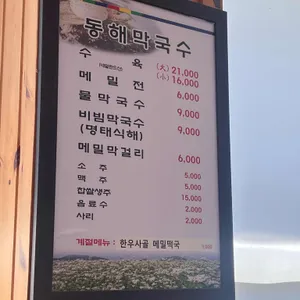 동해막국수
수 육 (大) 21,000
(小) 16,000
메 밀 전 6,000
물 막 국 수 9,000
비빔막국수
(명태식해) 9,000
메밀막걸리 6,000
소 주 5,000
맥 주 5,000
찹쌀생주 15,000
음 료 수 2,000
사 리 2,000
계절메뉴 : 한우사골 메밀떡국